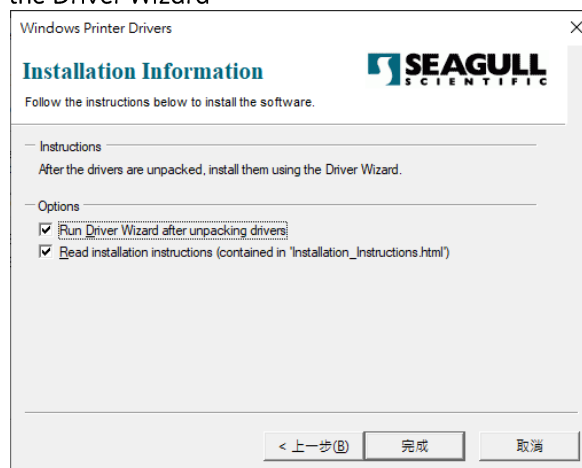 the Driver Wizard
Windows Printer Drivers
Installation Information
SEAGULL
SCIENTIFIC
Follow the instructions below to install the software.
Instructions
After the drivers are unpacked, install them using the Driver Wizard.
Options
Run Driver Wizard after unpacking drivers
Read installation instructions (contained in 'Installation_Instructions.html')
< 上一步(B)
完成
取消